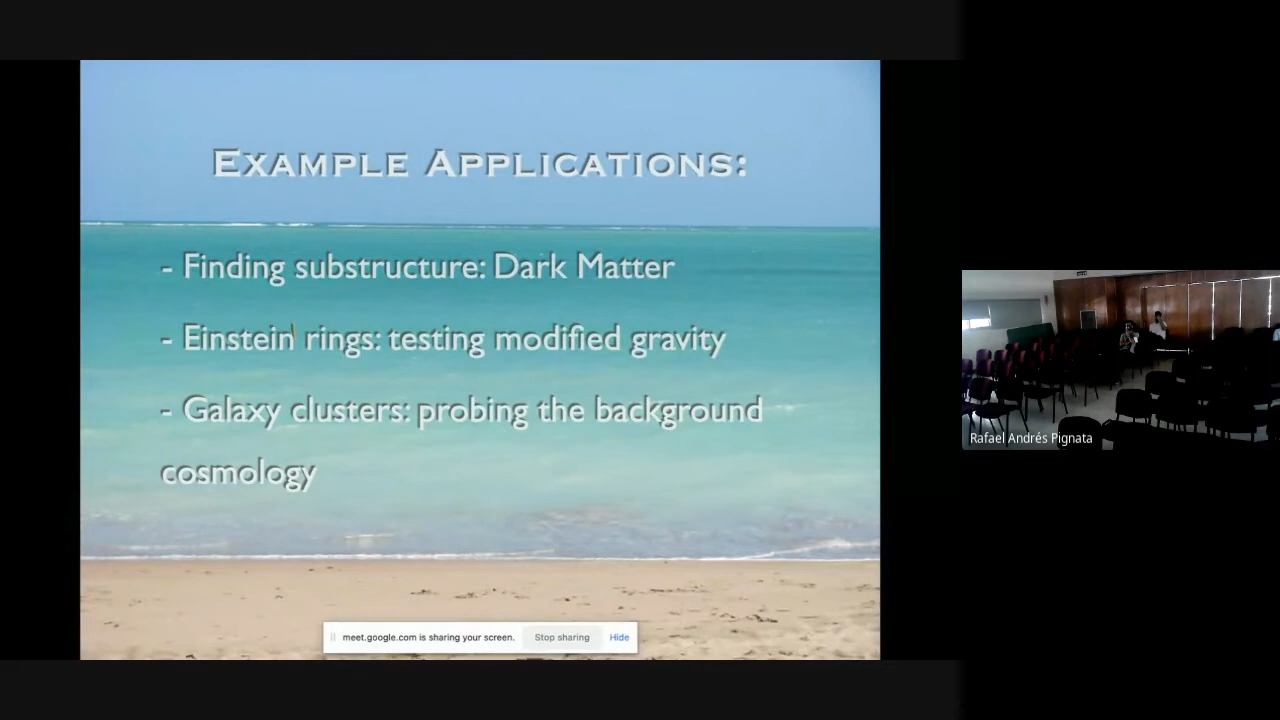 EXAMPLE APPLICATIONS:
- Finding substructure: Dark Matter
- Einstein rings: testing modified gravity
- Galaxy clusters: probing the background
cosmology
meet.google.com is sharing your screen. Stop sharing Hide
Rafael Andrés Pignata